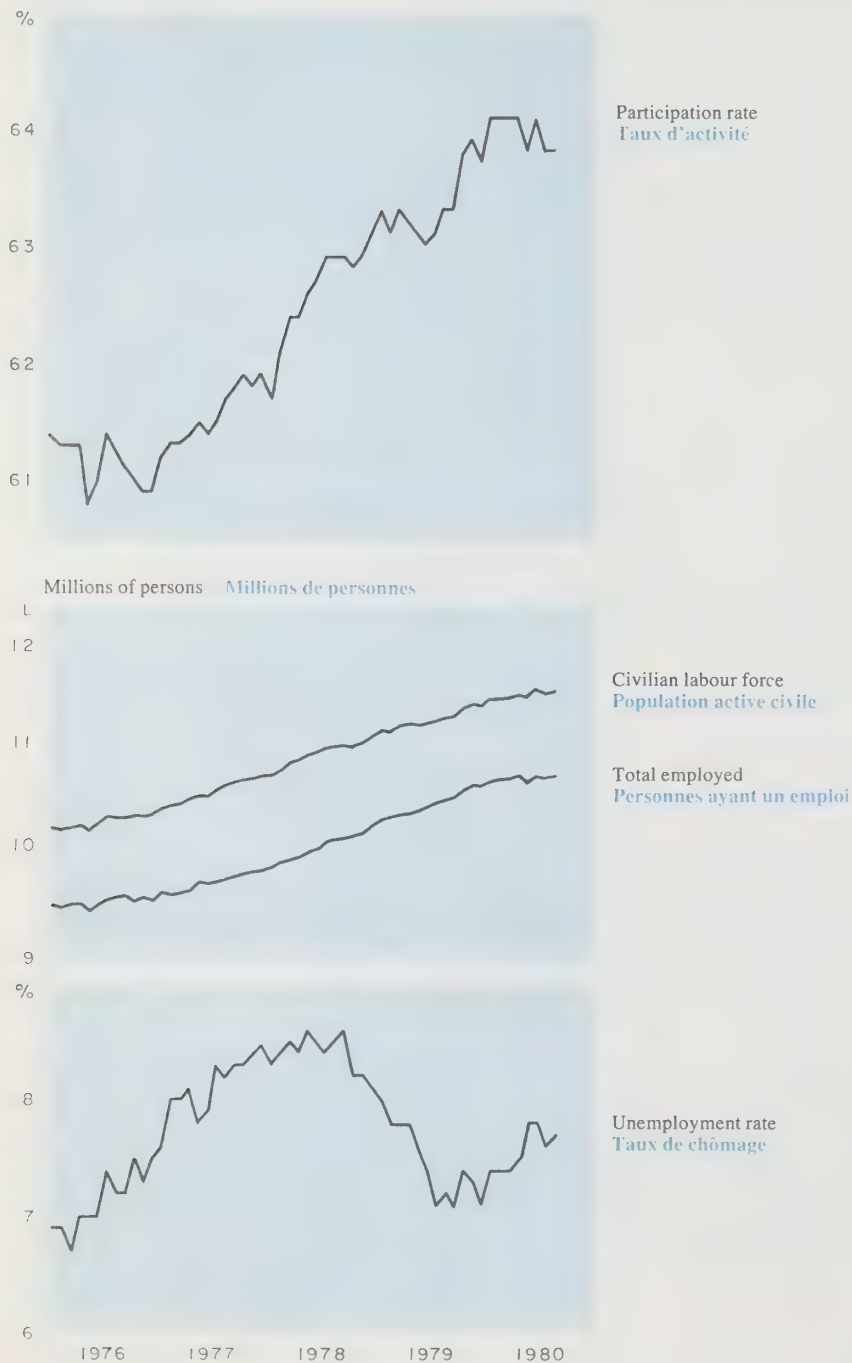 %
64
63
62
61
Participation rate
Taux d'activité
Millions of persons Millions de personnes
L
12
11
10
9
Civilian labour force
Population active civile
Total employed
Personnes ayant un emploi
%
8
7
6
Unemployment rate
Taux de chômage
1976 1977 1978 1979 1980